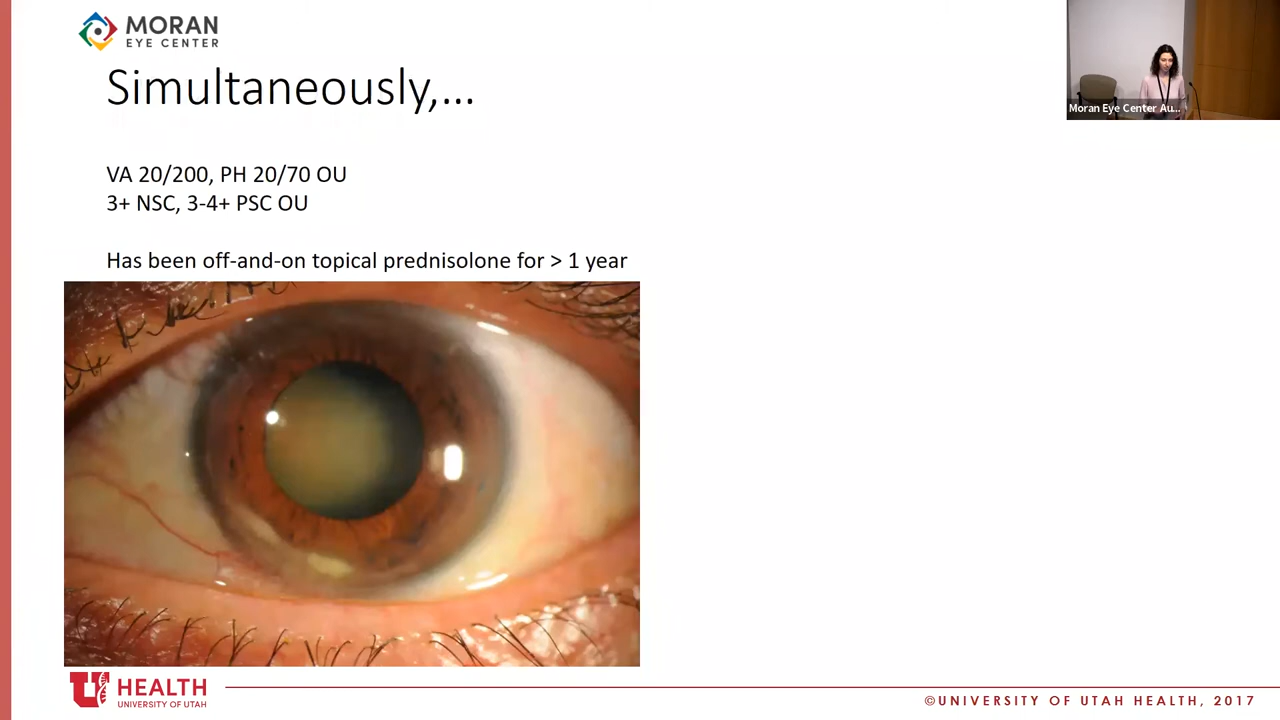 MORAN
EYE CENTER
Simultaneously,...
Moran Eye Center Au...
VA 20/200, PH 20/70 OU
3+ NSC, 3-4+ PSC OU
Has been off-and-on topical prednisolone for > 1 year
U HEALTH
UNIVERSITY OF UTAH
©UNIVERSITY OF UTAH HEALTH, 2017